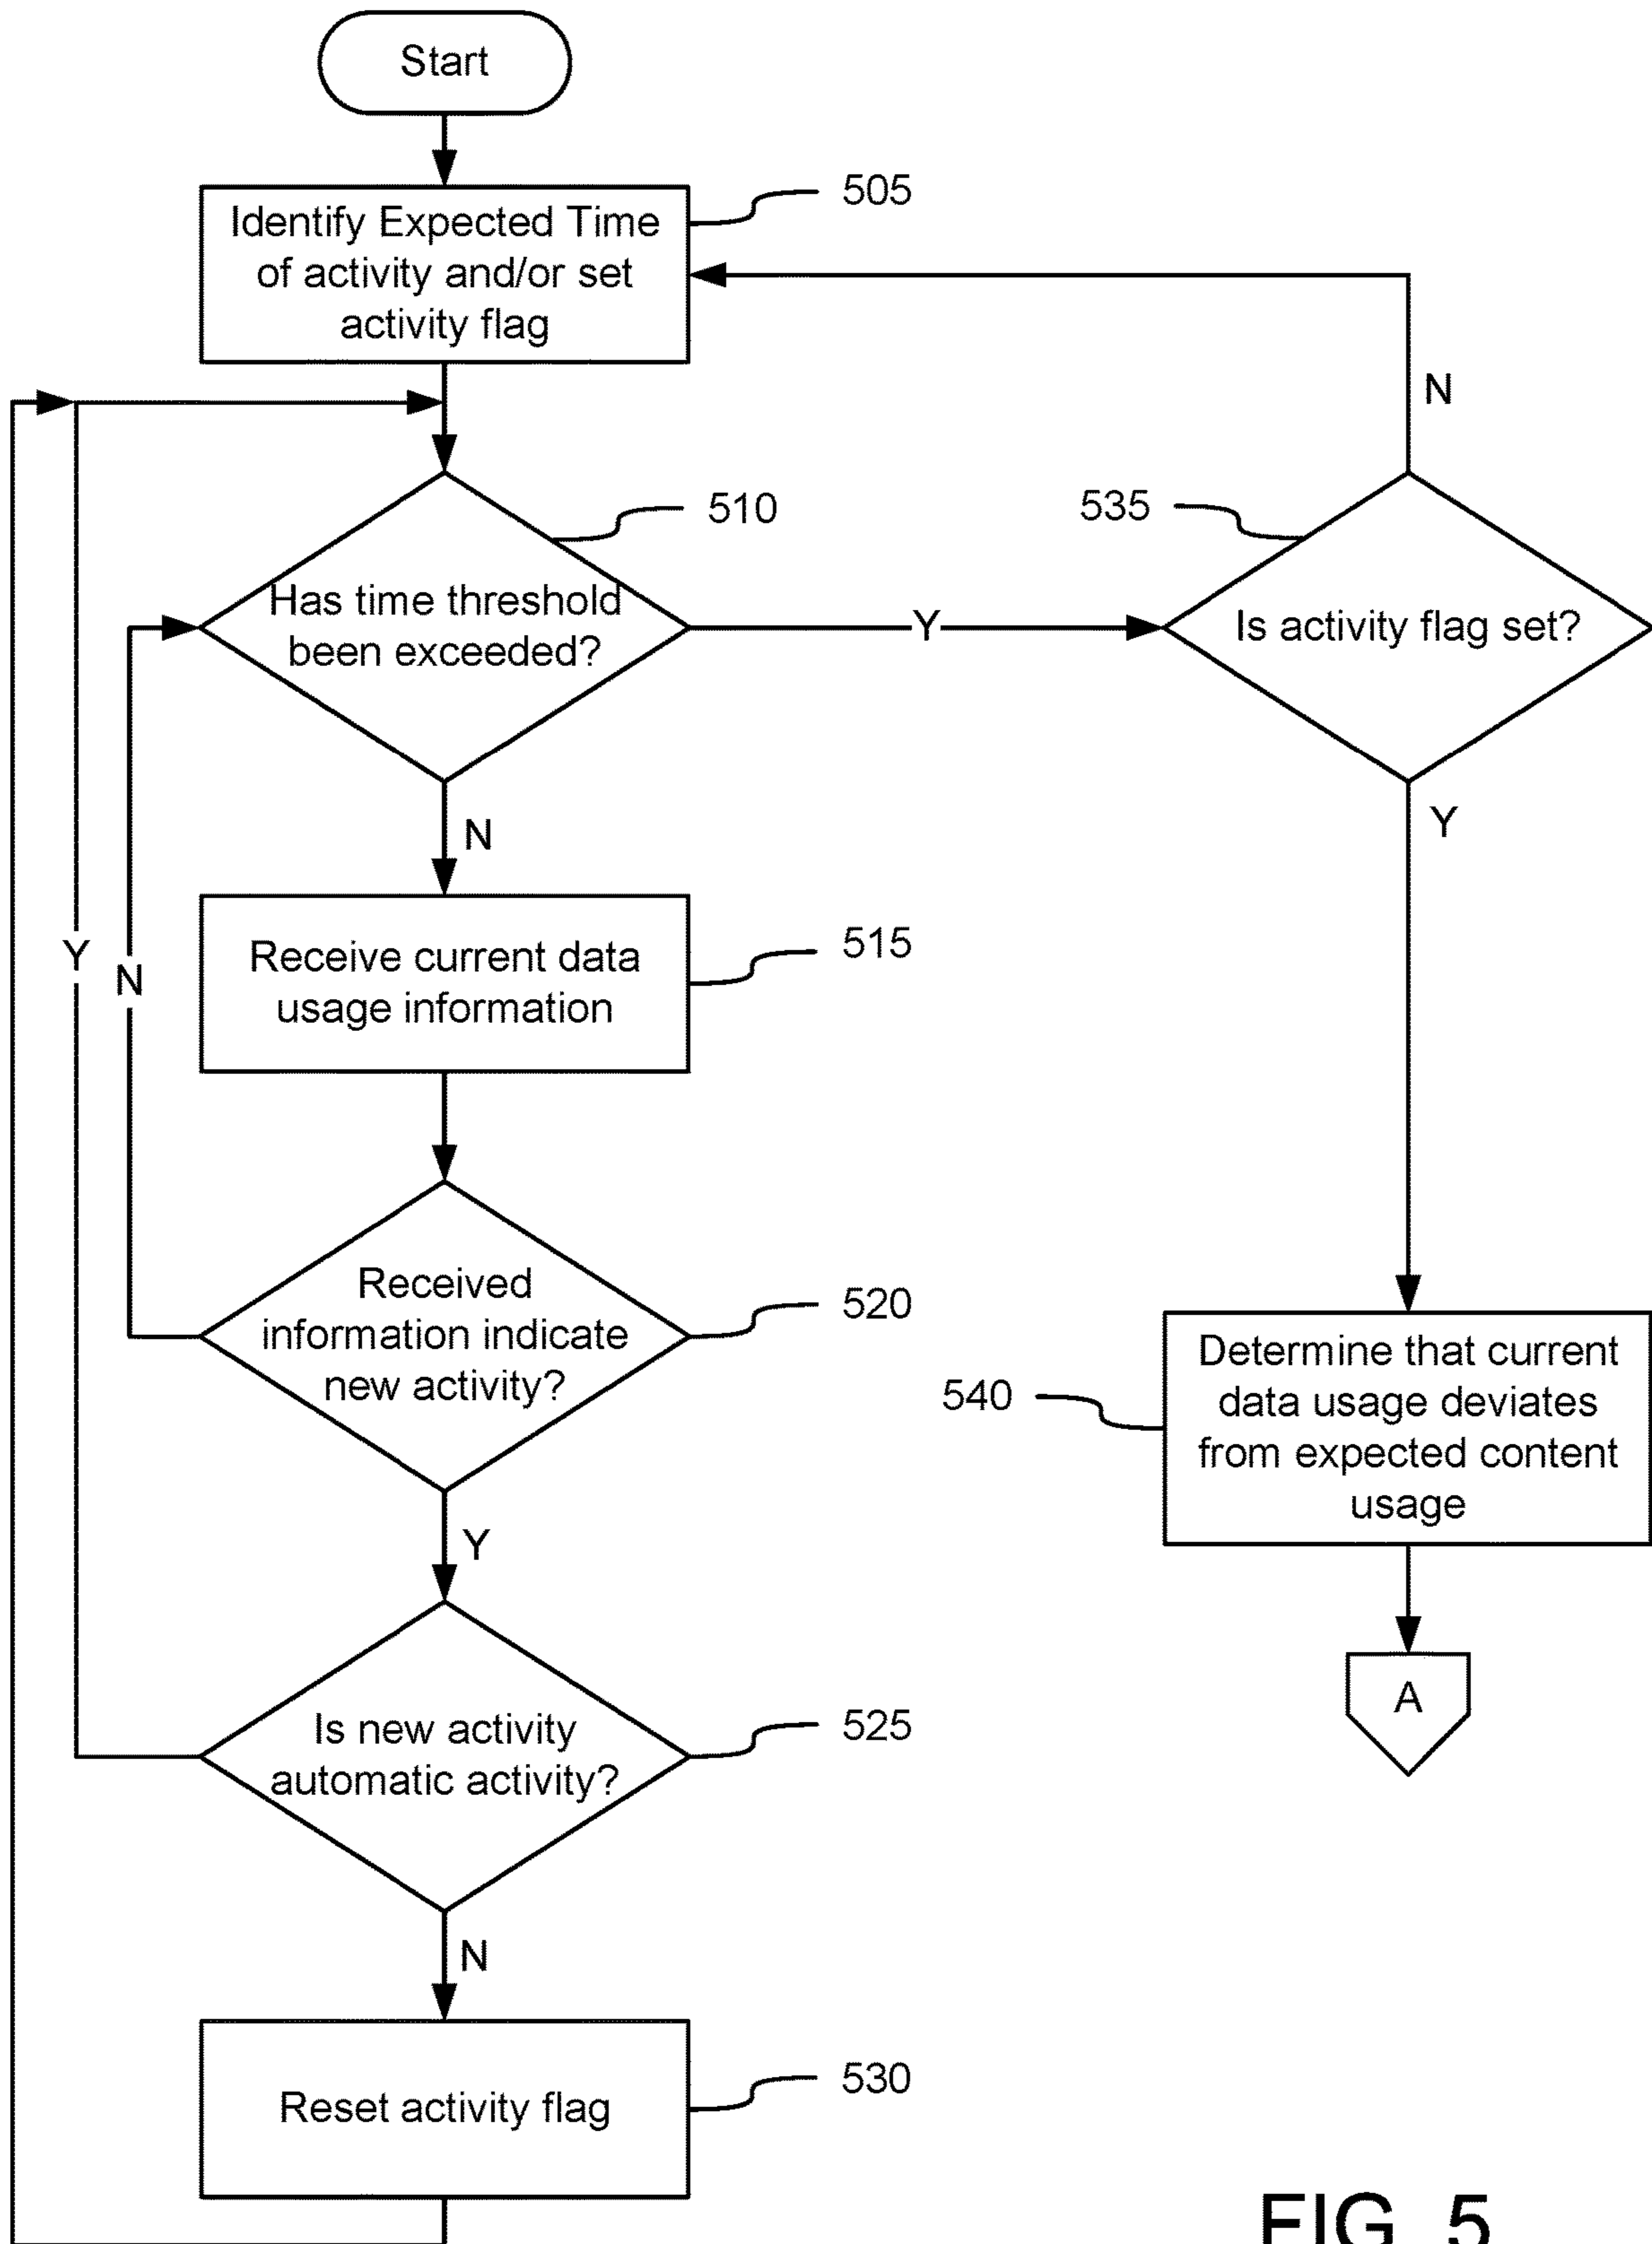 Start
Identify Expected Time
of activity and/or set
activity flag
505
N
Has time threshold
been exceeded?
510
Y
535
Is activity flag set?
N
Y
Receive current data
usage information
515
Y
N
Received
information indicate
new activity?
520
Determine that current
data usage deviates
from expected content
usage
540
Y
A
Is new activity
automatic activity?
525
N
Reset activity flag
530
FIG. 5